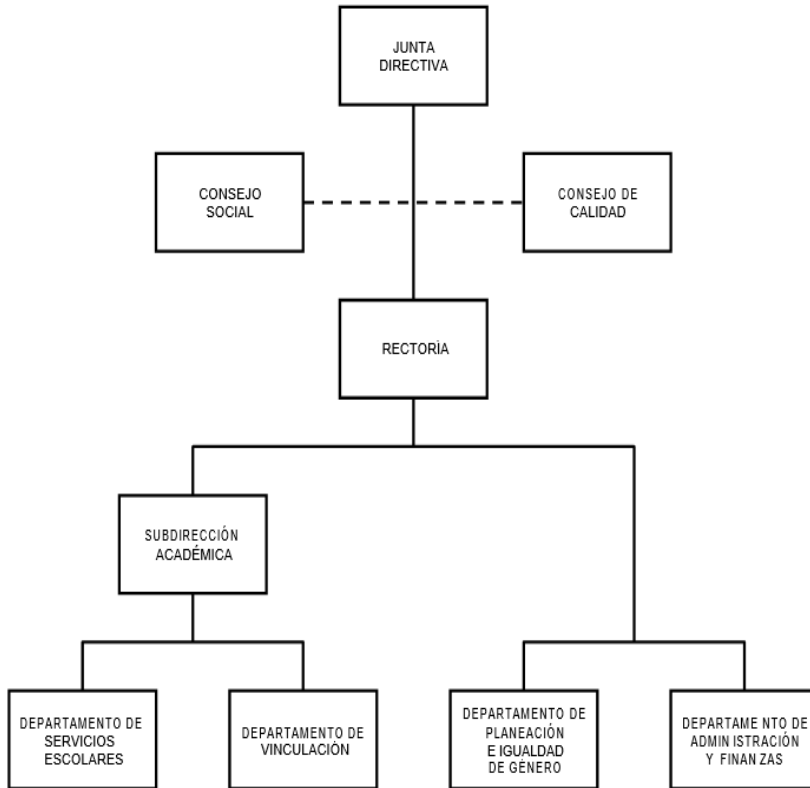 JUNTA
DIRECTIVA
CONSEJO
SOCIAL
CONSEJO DE
CALIDAD
RECTORÍA
SUBDIRECCIÓN
ACADÉMICA
DEPARTAMENTO DE
SERVICIOS
ESCOLARES
DEPARTAMENTO DE
VINCULACIÓN
DEPARTAMENTO DE
PLANEACIÓN
E IGUALDAD
DE GÉNERO
DEPARTAME NTO DE
ADMIN ISTRACIÓN
Y FINAN ZAS